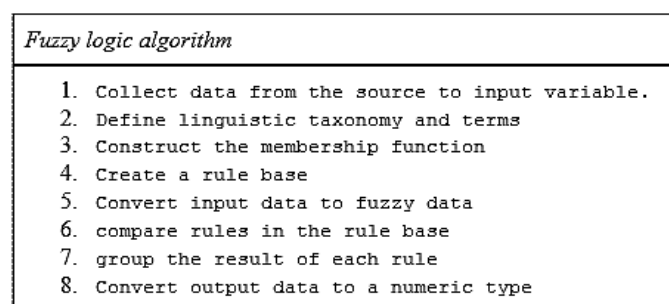 Fuzzy logic algorithm
1. Collect data from the source to input variable.
2. Define linguistic taxonomy and terms
3. Construct the membership function
4. Create a rule base
5. Convert input data to fuzzy data
6. compare rules in the rule base
7. group the result of each rule
8. Convert output data to a numeric type